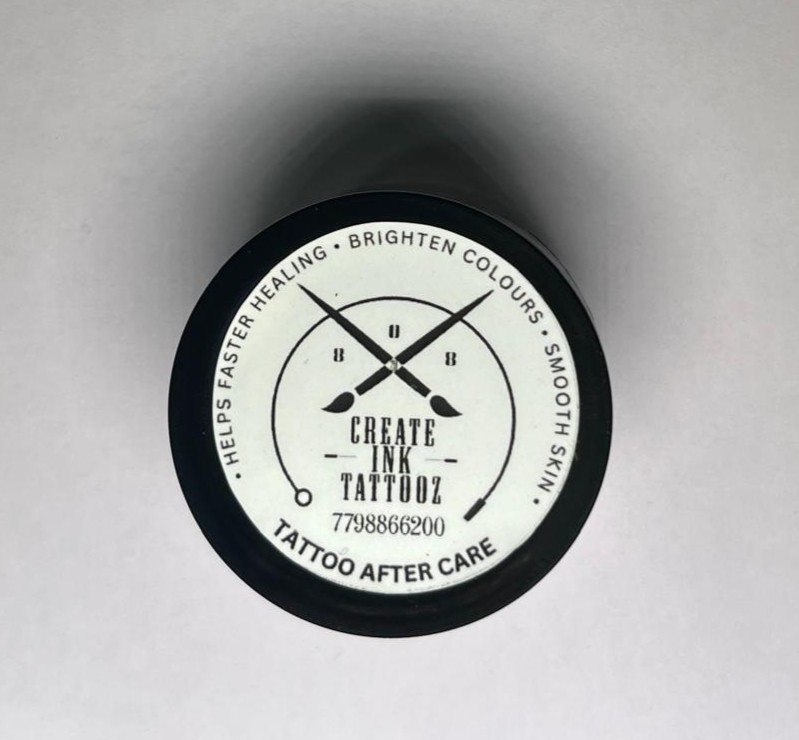 • HELPS FASTER HEALING • BRIGHTEN COLOURS • SMOOTH SKIN •
8 0 8
CREATE
INK
TATTOOZ
7798866200
TATTOO AFTER CARE